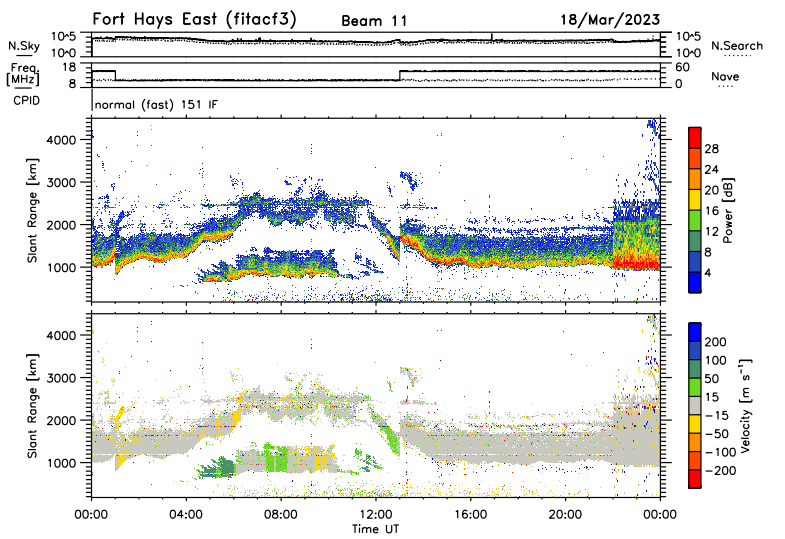 Fort Hays East (fitacf3) Beam 11 18/Mar/2023
N.Sky 10^-5 10^0 10^-5 10^0 N.Search
Freq. [MHz] 18 8 60 0 Nave
CPID normal (fast) 151 IF
Slant Range [km] 4000 3000 2000 1000
28 24 20 16 12 8 4 Power [dB]
Slant Range [km] 4000 3000 2000 1000
200 100 50 15 -15 -50 -100 -200 Velocity [m s⁻¹]
00:00 04:00 08:00 12:00 16:00 20:00 00:00
Time UT